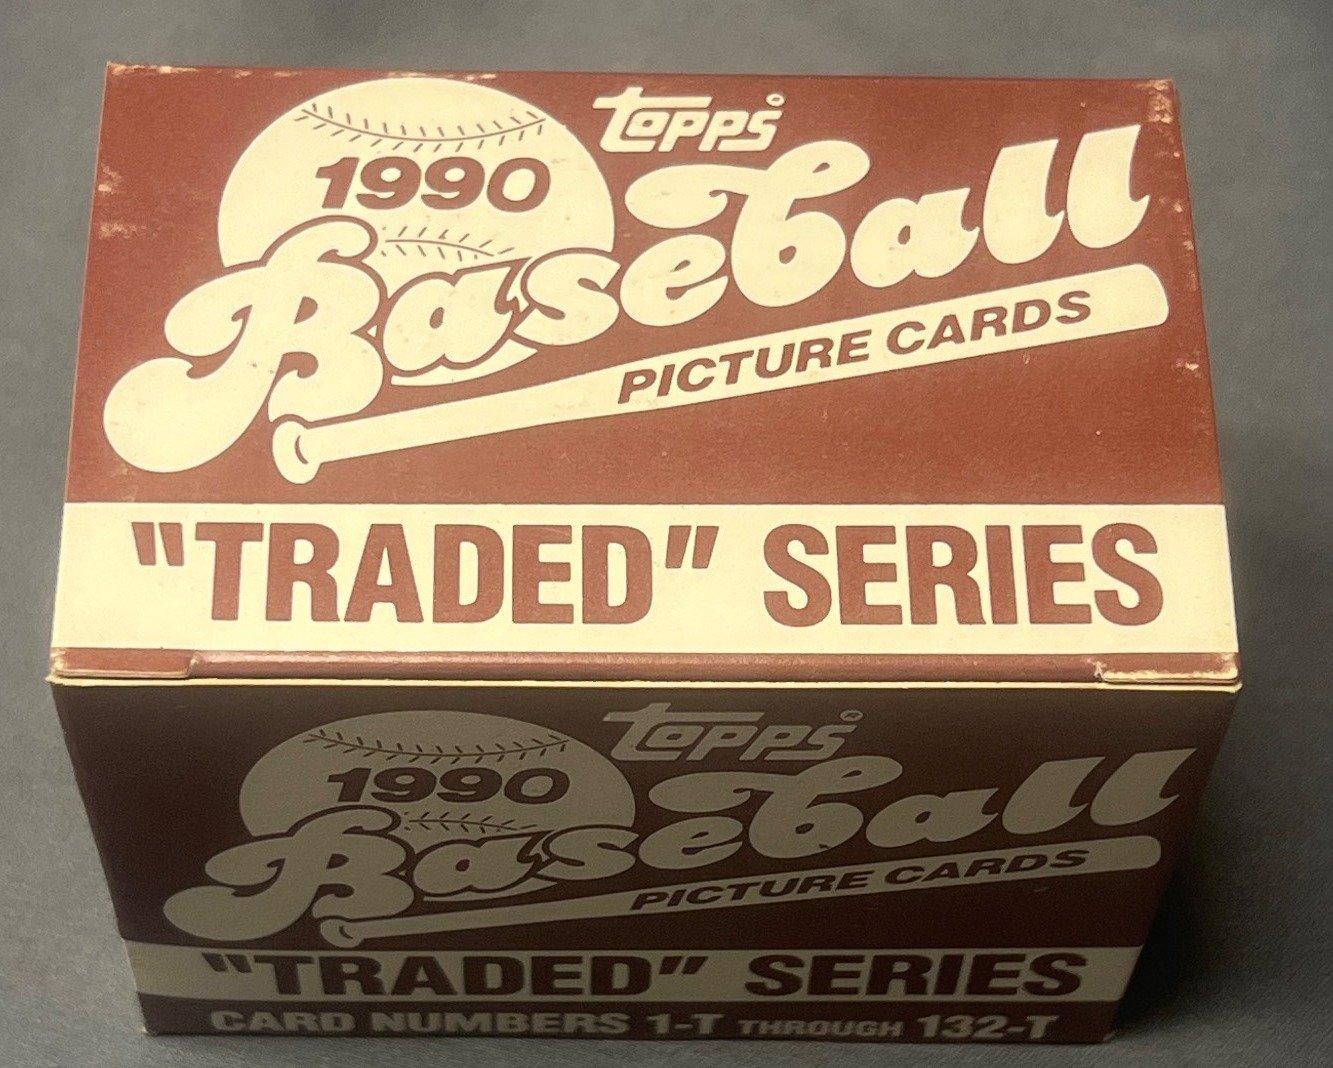 Topps®
1990
Baseball
PICTURE CARDS
"TRADED" SERIES
Topps®
1990
Baseball
PICTURE CARDS
"TRADED" SERIES
CARD NUMBERS 1-T THROUGH 132-T